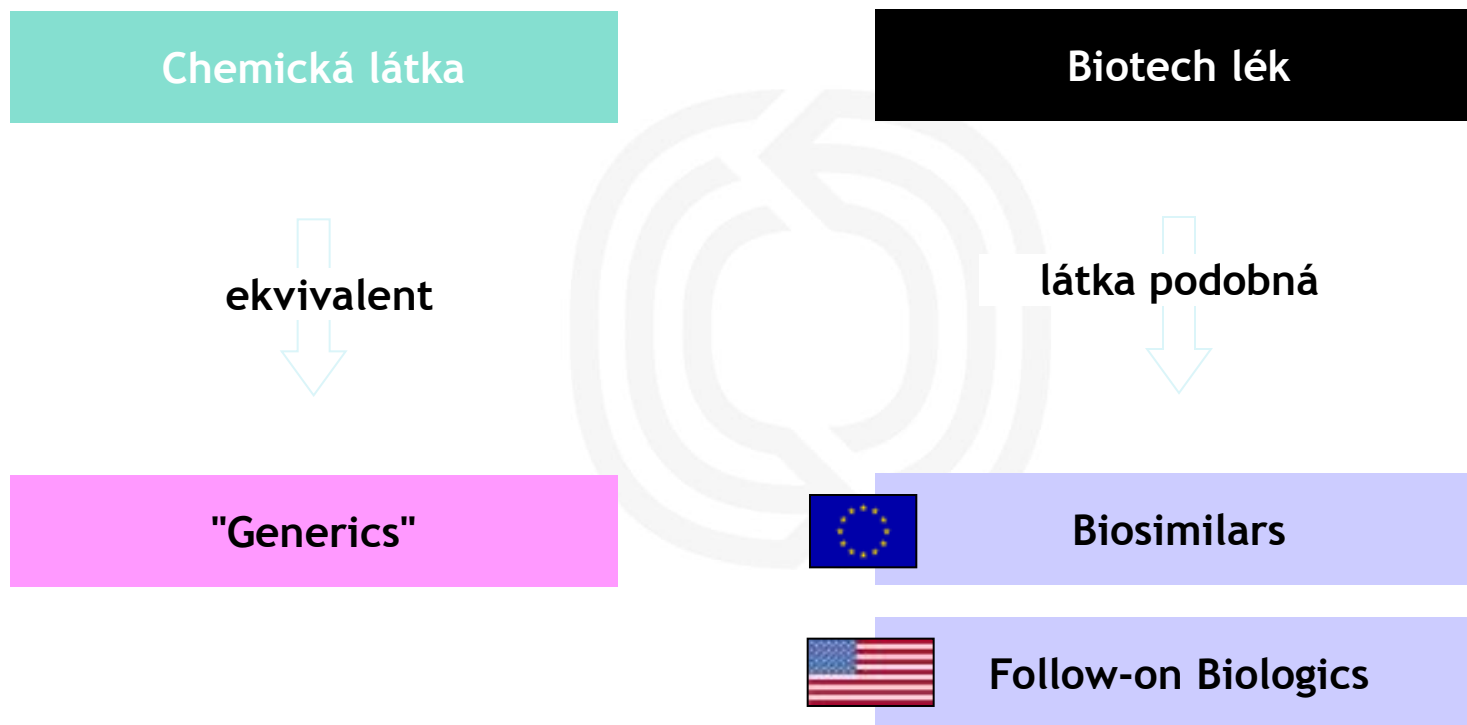 Chemická látka
Biotech lék
ekvivalent
látka podobná
"Generics"
Biosimilars
Follow-on Biologics